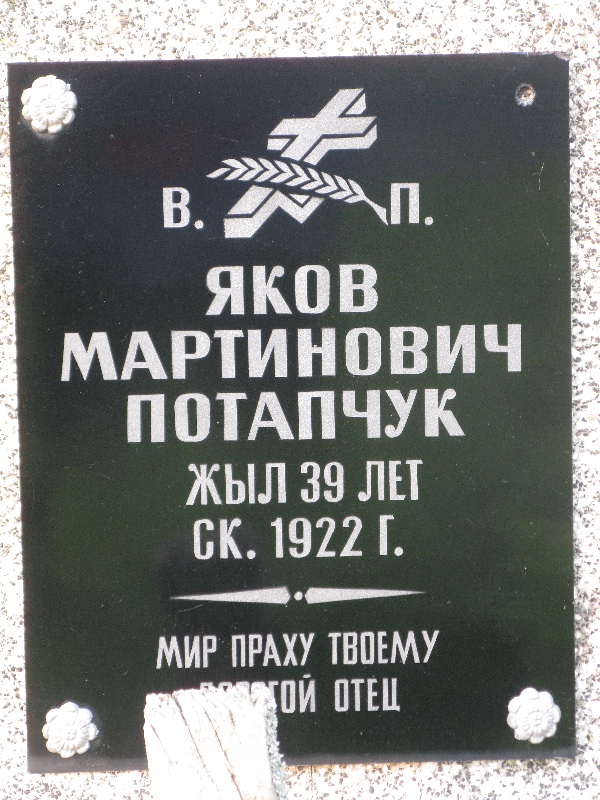 В. П.
ЯКОВ
МАРТИНОВИЧ
ПОТАПЧУК
ЖЫЛ 39 ЛЕТ
СК. 1922 Г.
МИР ПРАХУ ТВОЕМУ
ОТЕЦ